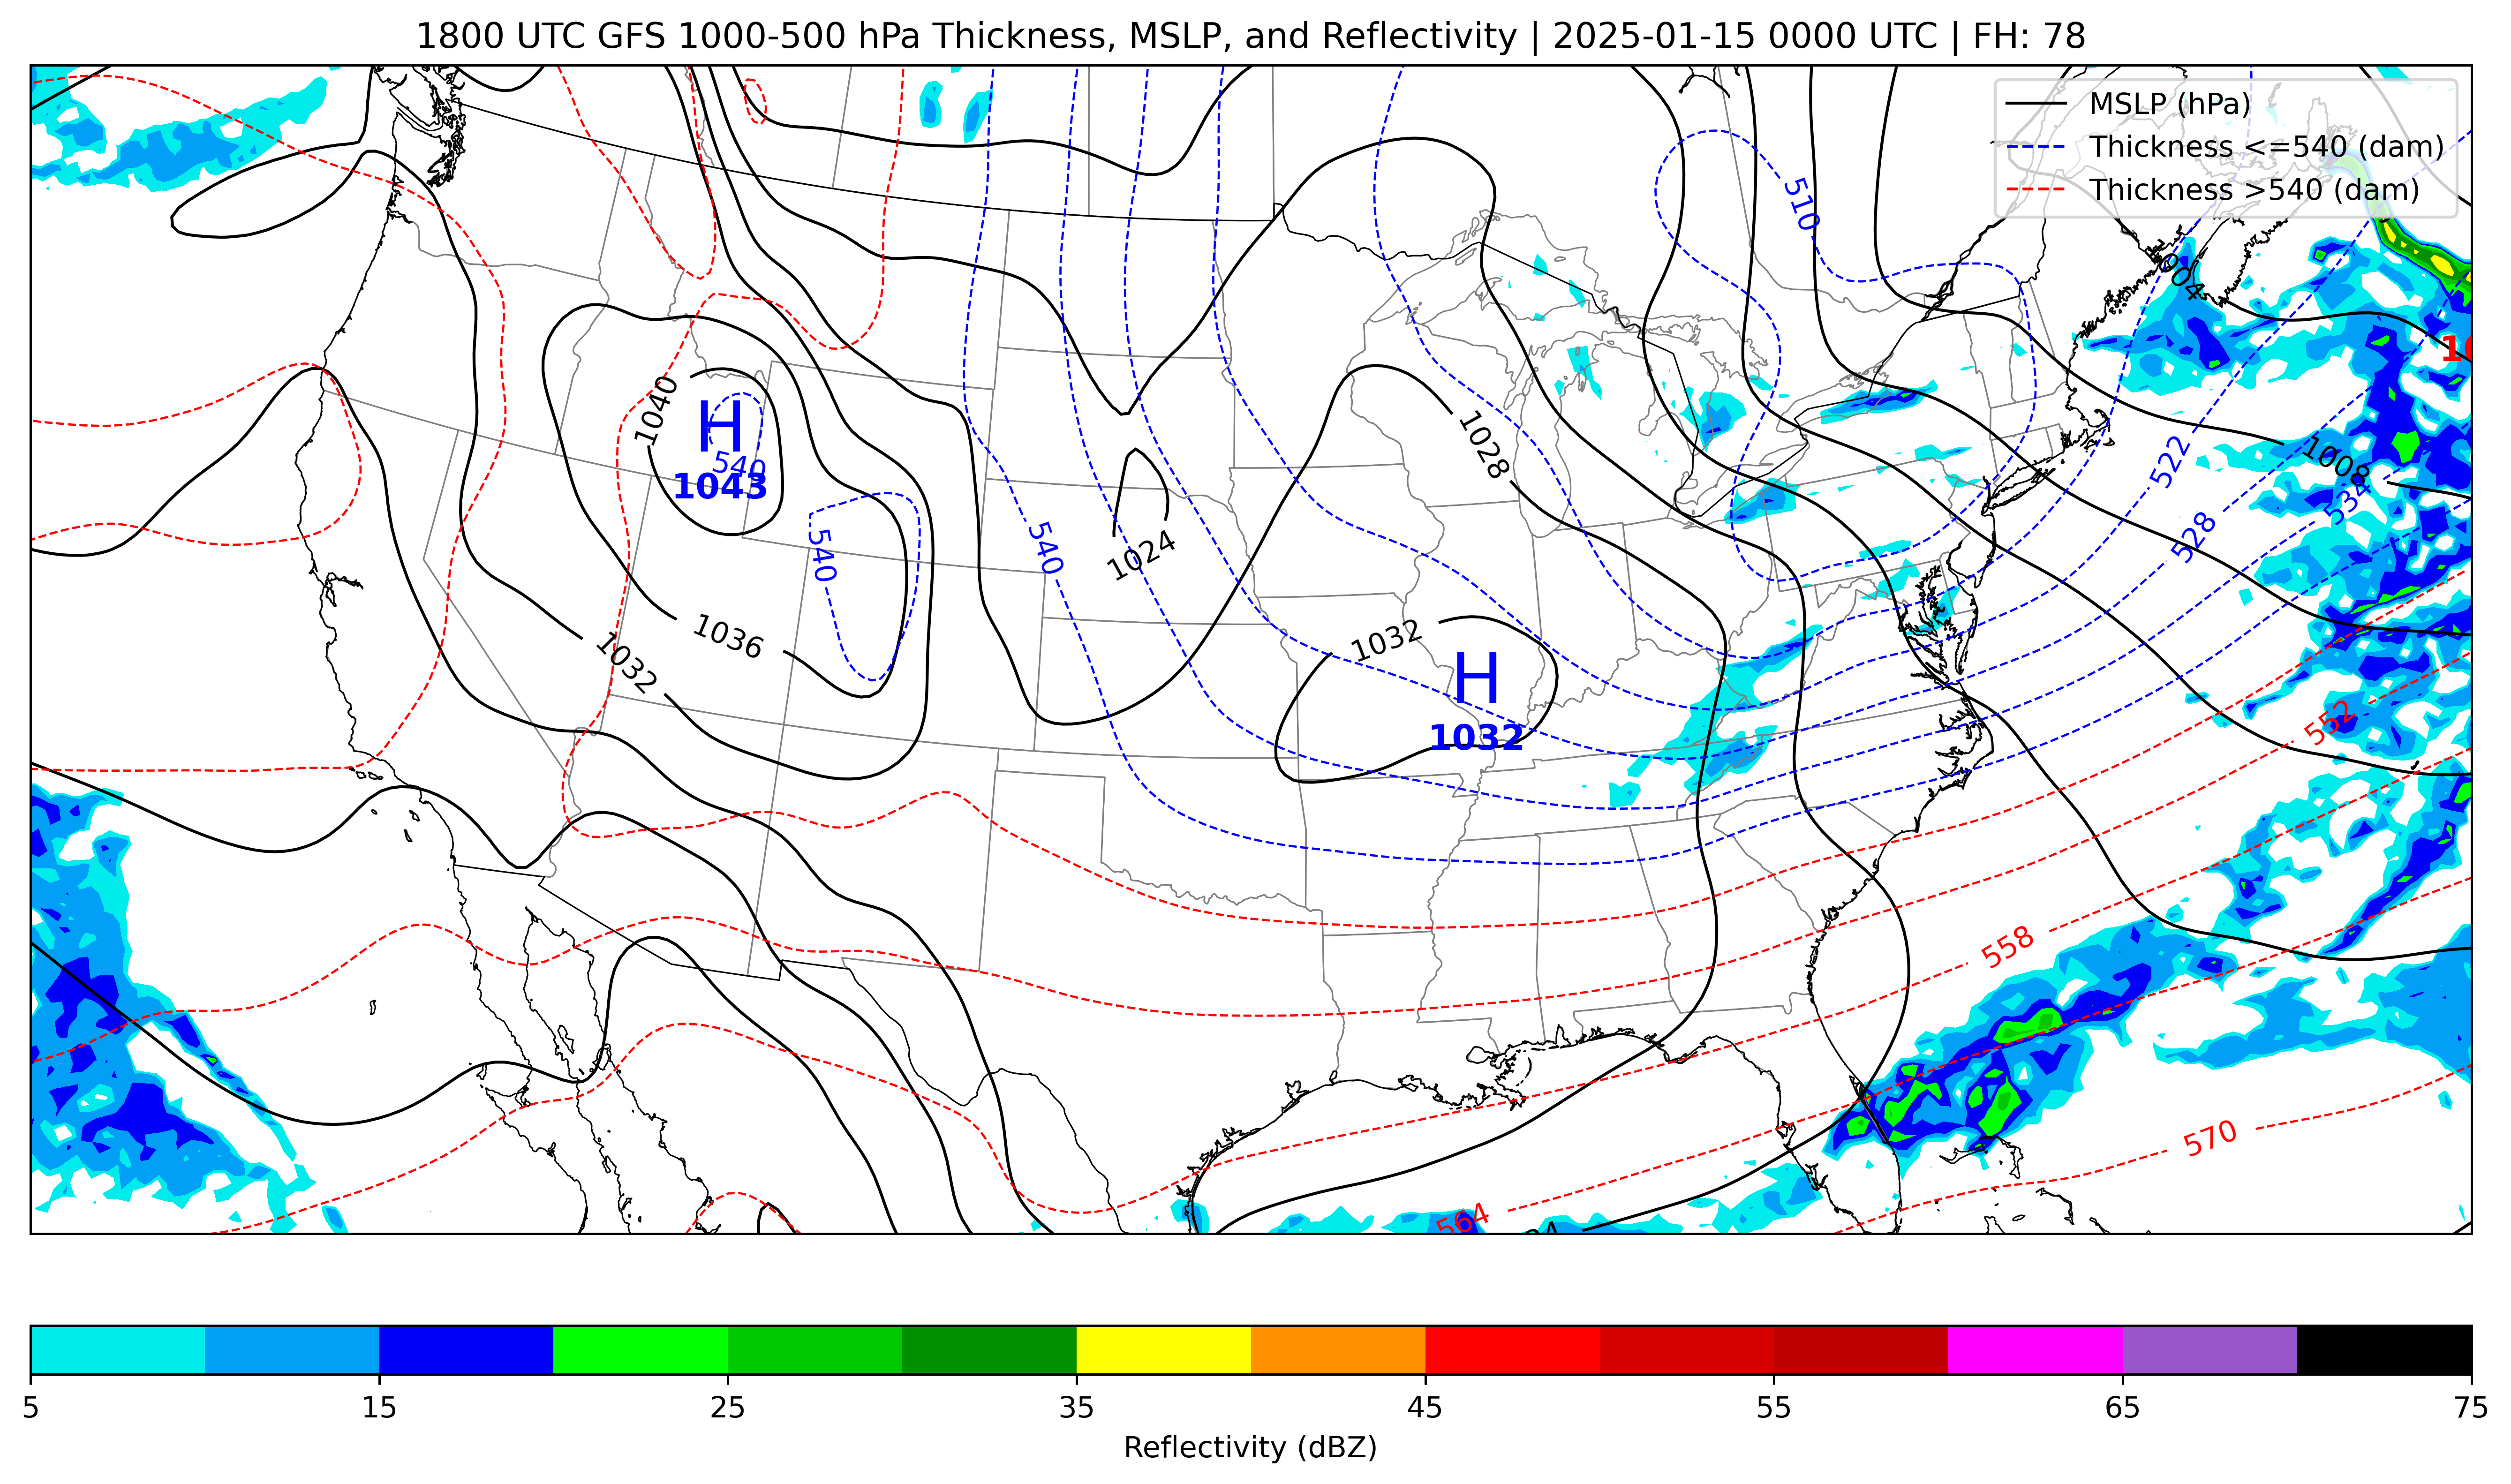 1800 UTC GFS 1000-500 hPa Thickness, MSLP, and Reflectivity | 2025-01-15 0000 UTC | FH: 78
MSLP (hPa)
Thickness <=540 (dam)
Thickness >540 (dam)
510
1040
H
540
1043
1028
1008
522
534
528
540
540
1024
1036
1032
1032
H
1032
552
558
570
564
5 15 25 35 45 55 65 75
Reflectivity (dBZ)